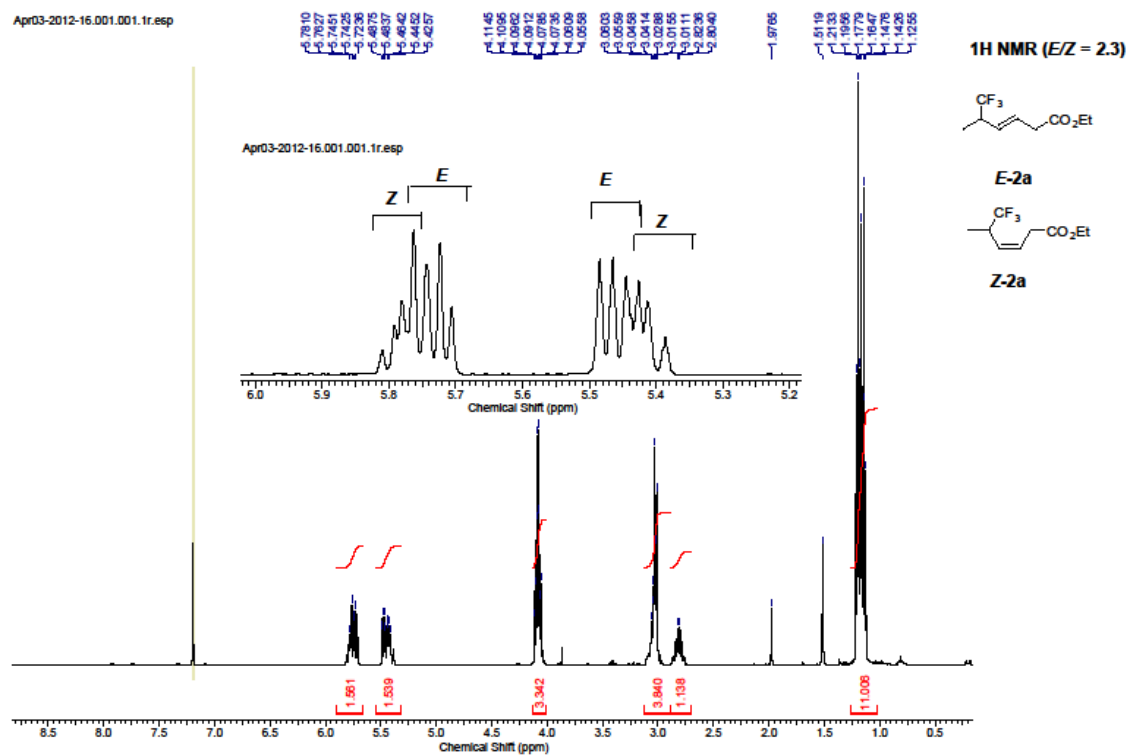 Apr03-2012-16.001.001.1r.esp
5.7810
5.7627
5.7451
5.7425
5.7236
5.4875
5.4837
5.4642
5.4452
5.4257
4.1145
4.1095
4.0962
4.0912
4.0785
4.0735
4.0609
4.0558
3.0603
3.0559
3.0458
3.0414
3.0288
3.0155
3.0111
2.8236
2.8040
1.9765
1.5119
1.2133
1.1956
1.1779
1.1647
1.1476
1.1426
1.1255
1H NMR (E/Z = 2.3)
CF3
CO2Et
E-2a
CF3
CO2Et
Z-2a
Apr03-2012-16.001.001.1r.esp
Z
E
E
Z
6.0 5.9 5.8 5.7 5.6 5.5 5.4 5.3 5.2
Chemical Shift (ppm)
1.561
1.539
3.342
3.840
1.138
11.006
8.5 8.0 7.5 7.0 6.5 6.0 5.5 5.0 4.5 4.0 3.5 3.0 2.5 2.0 1.5 1.0 0.5
Chemical Shift (ppm)